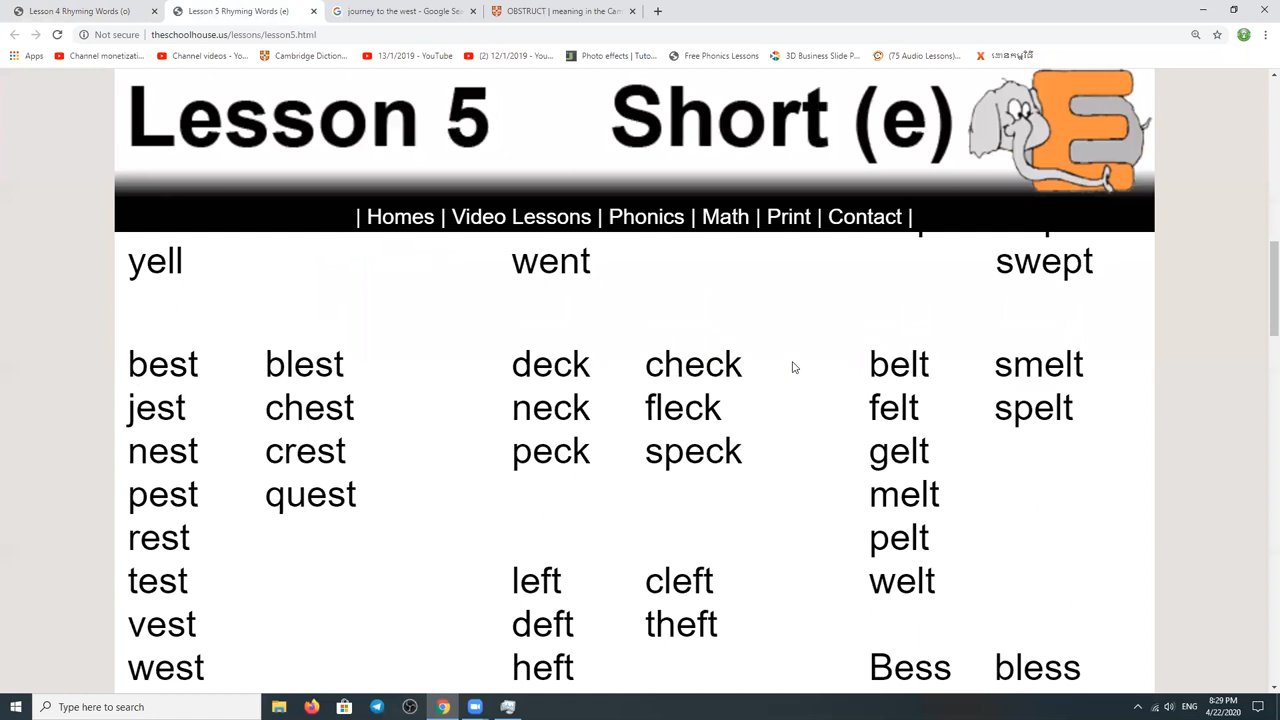 Lesson 4 Rhyming Words (o)
Lesson 5 Rhyming Words (e)
journey to the west - Google Sea
OBSTRUCT | meaning in the Cam
Not secure | theschoolhouse.us/lessons/lesson5.html
Apps
Channel monetizati...
Channel videos - Yo...
Cambridge Diction...
13/1/2019 - YouTube
(2) 12/1/2019 - You...
Photo effects | Tuto...
Free Phonics Lessons
3D Business Slide P...
(75 Audio Lessons)...
Lesson 5 Short (e)
E
| Homes | Video Lessons | Phonics | Math | Print | Contact |
yell went swept
best blest deck check belt smelt
jest chest neck fleck felt spelt
nest crest peck speck gelt
pest quest melt
rest pelt
test left cleft welt
vest deft theft
west heft Bess bless
Type here to search
ENG
8:29 PM
4/22/2020